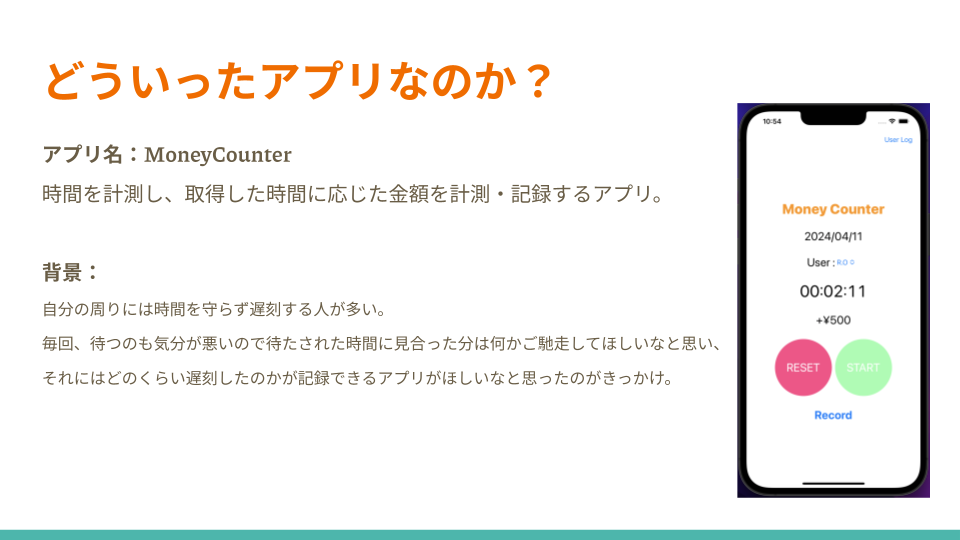 どういったアプリなのか？
アプリ名：MoneyCounter
時間を計測し、取得した時間に応じた金額を計測・記録するアプリ。
背景：
自分の周りには時間を守らず遅刻する人が多い。
毎回、待つのも気分が悪いので待たされた時間に見合った分は何かご馳走してほしいなと思い、
それにはどのくらい遅刻したのかが記録できるアプリがほしいなと思ったのがきっかけ。
10:54
User Log
Money Counter
2024/04/11
User : R.O
00:02:11
+¥500
RESET START
Record